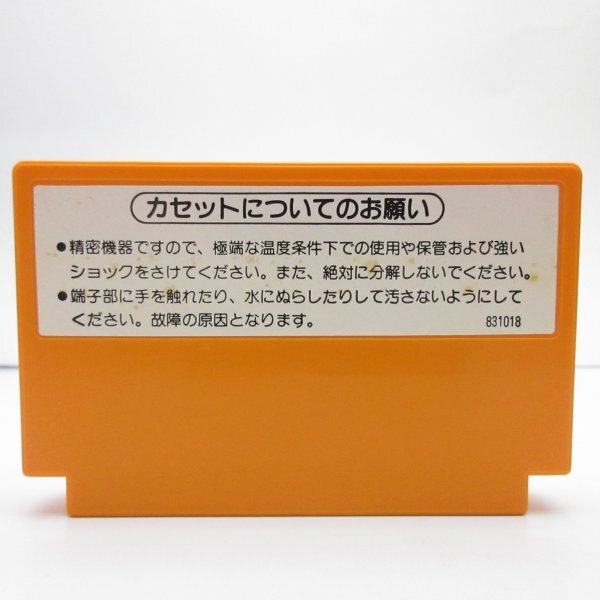 カセットについてのお願い
●精密機器ですので、極端な温度条件下での使用や保管および強い
ショックをさけてください。また、絶対に分解しないでください。
●端子部に手を触れたり、水にぬらしたりして汚さないようにして
ください。故障の原因となります。
831018